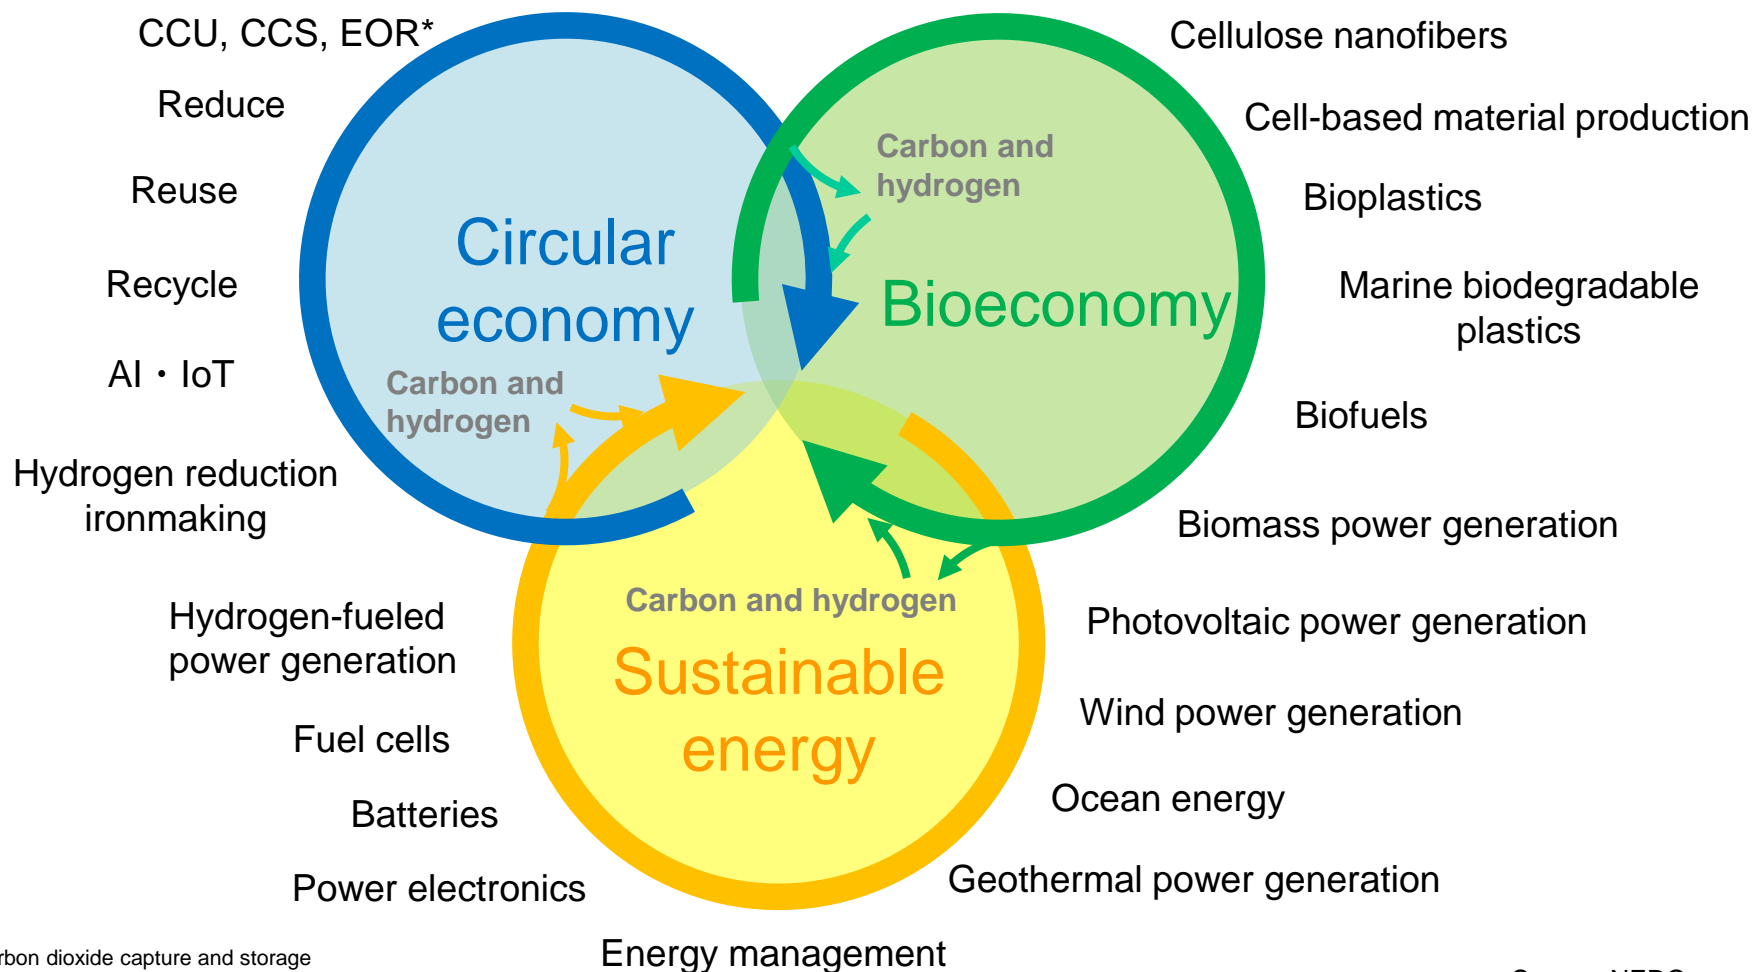 CCU, CCS, EOR*
Reduce
Reuse
Recycle
AI・IoT
Hydrogen reduction
ironmaking
Hydrogen-fueled
power generation
Fuel cells
Batteries
Power electronics
Energy management
Circular
economy
Carbon and
hydrogen
Carbon and
hydrogen
Bioeconomy
Carbon and hydrogen
Sustainable
energy
Cellulose nanofibers
Cell-based material production
Bioplastics
Marine biodegradable
plastics
Biofuels
Biomass power generation
Photovoltaic power generation
Wind power generation
Ocean energy
Geothermal power generation
dioxide capture and storage